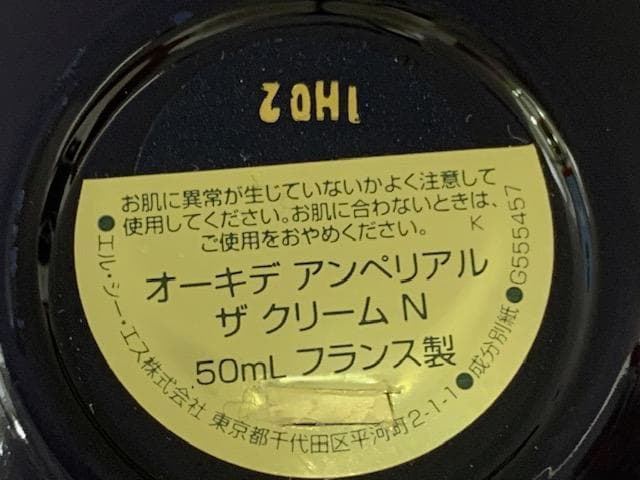 1H02
お肌に異常が生じていないかよく注意して
使用してください。お肌に合わないときは、
ご使用をおやめください。 K
オーキデ アンペリアル
ザ クリーム N
50mL フランス製
●エル・シー・エス株式会社 東京都千代田区平河町2-1-1●成分別紙●G555457